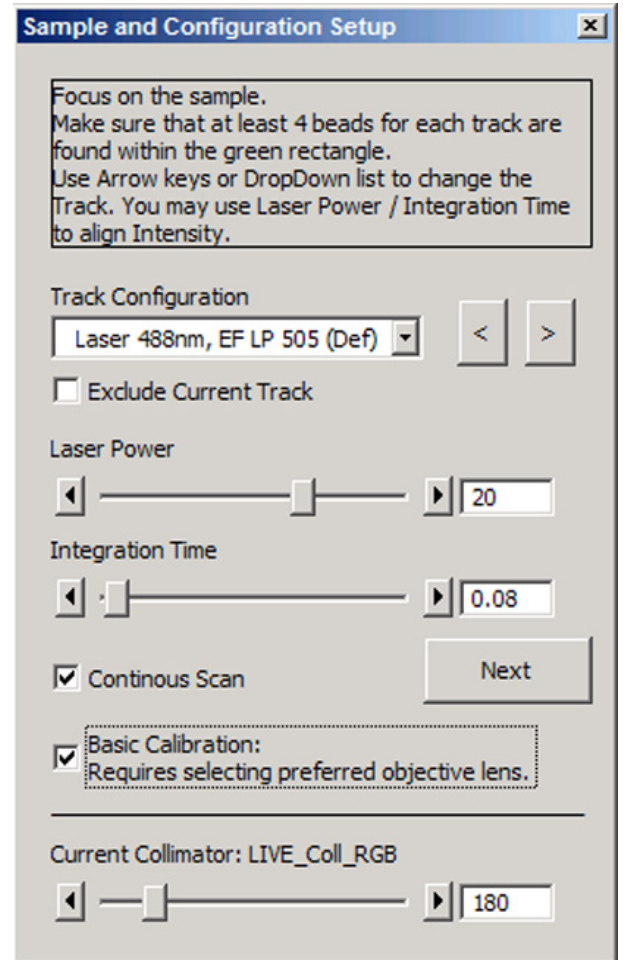 Sample and Configuration Setup
Focus on the sample.
Make sure that at least 4 beads for each track are
found within the green rectangle.
Use Arrow keys or DropDown list to change the
Track. You may use Laser Power / Integration Time
to align Intensity.
Track Configuration
Laser 488nm, EF LP 505 (Def)
< >
Exclude Current Track
Laser Power
20
Integration Time
0.08
Continous Scan
Next
Basic Calibration:
Requires selecting preferred objective lens.
Current Collimator: LIVE_Coll_RGB
180